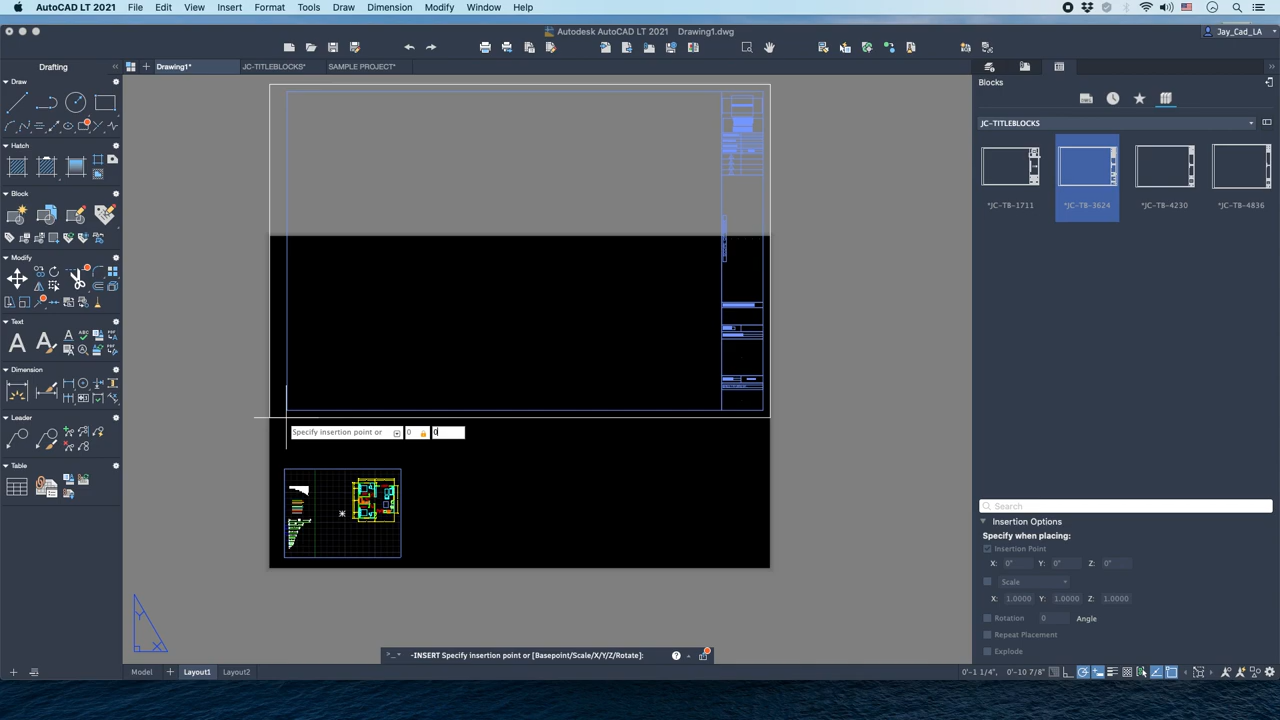 AutoCAD LT File Edit View Insert Format Tools Draw Dimension Modify Window Help
Autodesk AutoCAD LT 2021 Drawing1.dwg
Jay_Cad_LA
Drafting
Drawing1*
JC-TITLEBLOCKS*
SAMPLE PROJECT*
Draw
Hatch
Block
Modify
Text
Dimension
Leader
Table
Blocks
JC-TITLEBLOCKS
*JC-TB-1711 *JC-TB-3624 *JC-TB-4230 *JC-TB-4836
Specify insertion point or 0 0
Search
Insertion Options
Specify when placing:
Insertion Point
X: 0" Y: 0" Z: 0"
Scale
X: 1.0000 Y: 1.0000 Z: 1.0000
Rotation 0 Angle
Repeat Placement
Explode
-INSERT Specify insertion point or [Basepoint/Scale/X/Y/Z/Rotate]:
Model Layout1 Layout2
0'-1 1/4", 0'-10 7/8"